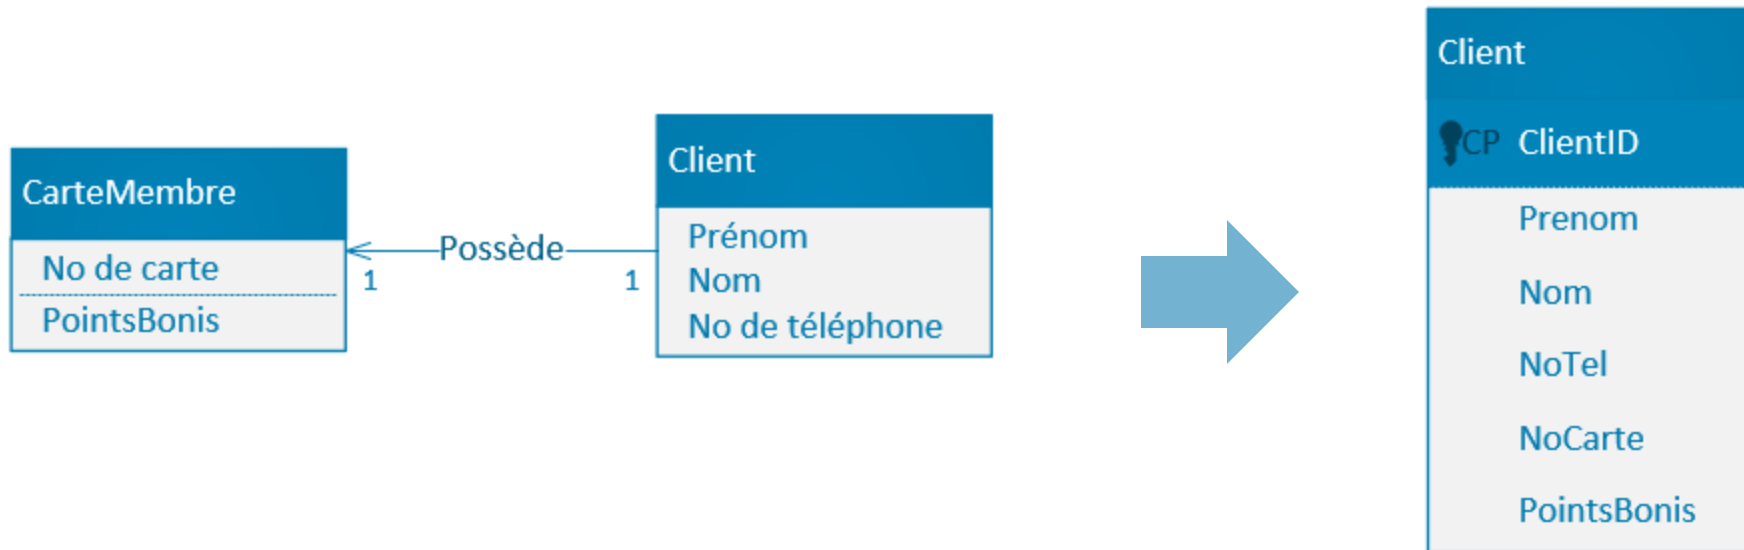 CarteMembre
No de carte
PointsBonis
Possède
1
1
Client
Prénom
Nom
No de téléphone
Client
CP ClientID
Prenom
Nom
NoTel
NoCarte
PointsBonis